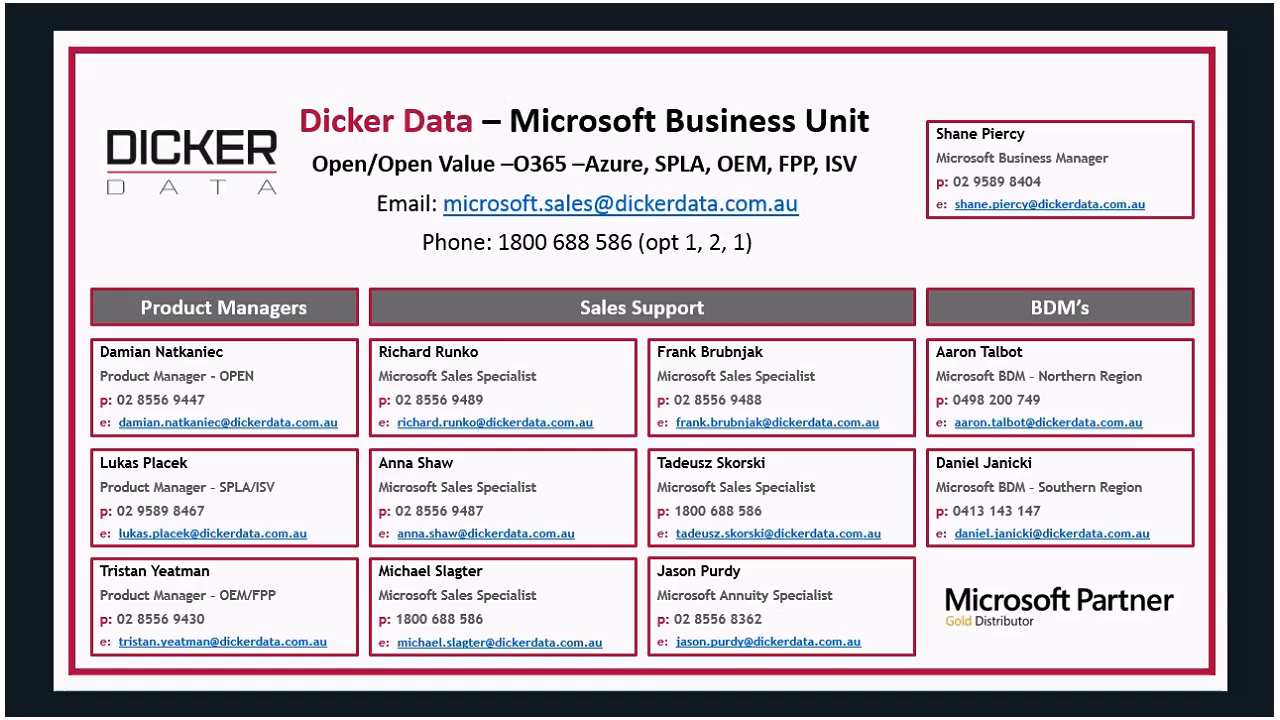 DICKER
DATA
Dicker Data – Microsoft Business Unit
Open/Open Value –O365 –Azure, SPLA, OEM, FPP, ISV
Email: microsoft.sales@dickerdata.com.au
Phone: 1800 688 586 (opt 1, 2, 1)
Shane Piercy
Microsoft Business Manager
p: 02 9589 8404
e: shane.piercy@dickerdata.com.au
Product Managers
Damian Natkaniec
Product Manager - OPEN
p: 02 8556 9447
e: damian.natkaniec@dickerdata.com.au
Lukas Placek
Product Manager – SPLA/ISV
p: 02 9589 8467
e: lukas.placek@dickerdata.com.au
Tristan Yeatman
Product Manager – OEM/FPP
p: 02 8556 9430
e: tristan.yeatman@dickerdata.com.au
Sales Support
Richard Runko
Microsoft Sales Specialist
p: 02 8556 9489
e: richard.runko@dickerdata.com.au
Anna Shaw
Microsoft Sales Specialist
p: 02 8556 9487
e: anna.shaw@dickerdata.com.au
Michael Slagter
Microsoft Sales Specialist
p: 1800 688 586
e: michael.slagter@dickerdata.com.au
Frank Brubnjak
Microsoft Sales Specialist
p: 02 8556 9488
e: frank.brubnjak@dickerdata.com.au
Tadeusz Skorski
Microsoft Sales Specialist
p: 1800 688 586
e: tadeusz.skorski@dickerdata.com.au
Jason Purdy
Microsoft Annuity Specialist
p: 02 8556 8362
e: jason.purdy@dickerdata.com.au
BDM's
Aaron Talbot
Microsoft BDM – Northern Region
p: 0498 200 749
e: aaron.talbot@dickerdata.com.au
Daniel Janicki
Microsoft BDM – Southern Region
p: 0413 143 147
e: daniel.janicki@dickerdata.com.au
Microsoft Partner
Gold Distributor